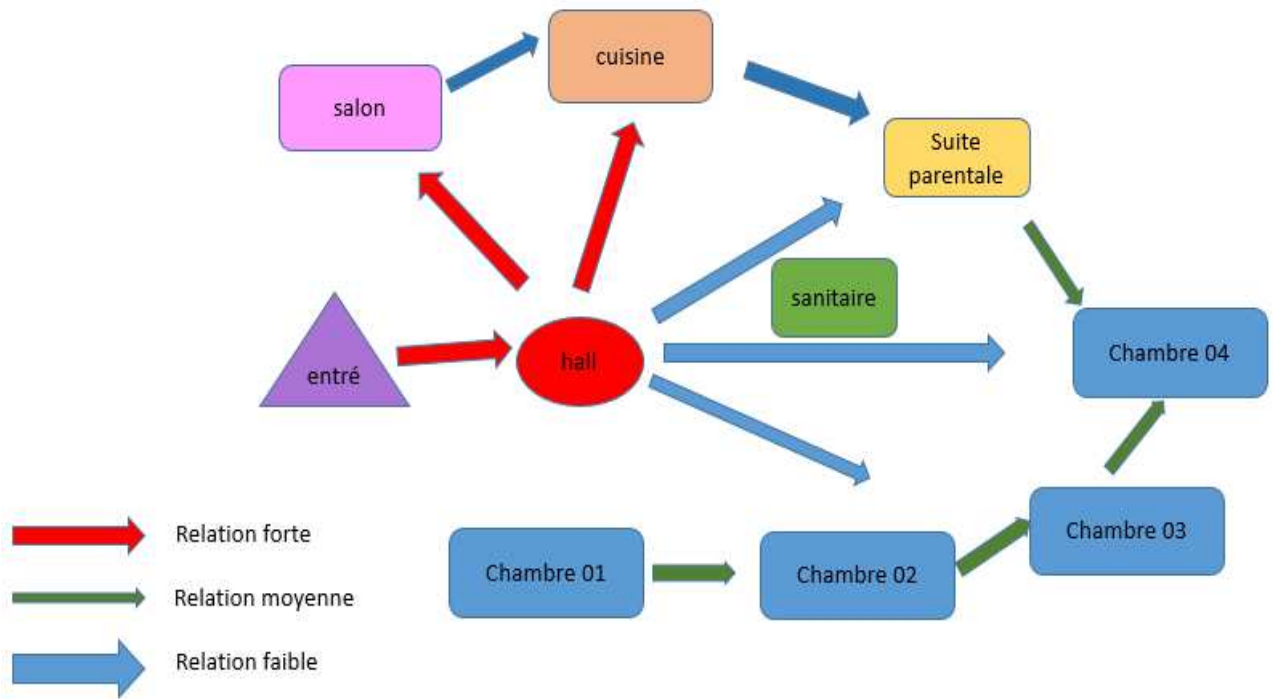 cuisine
salon
Suite
parentale
sanitaire
Chambre 04
hall
entré
Chambre 03
Relation forte
Chambre 01
Chambre 02
Relation moyenne
Relation faible